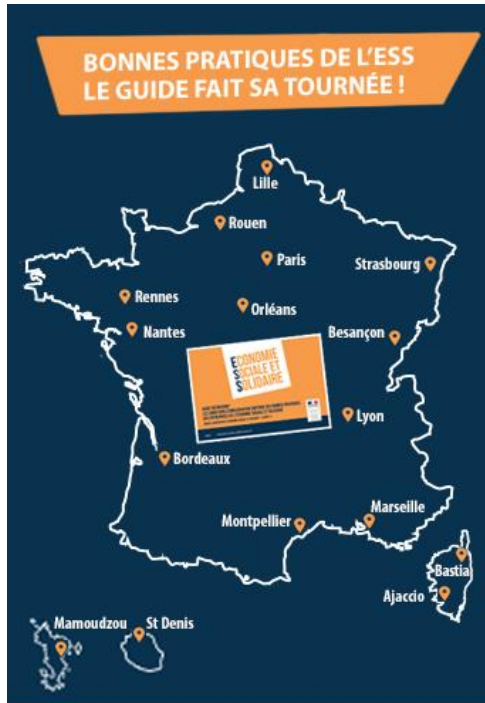 BONNES PRATIQUES DE L'ESS
LE GUIDE FAIT SA TOURNÉE !
Lille
Rouen
Paris
Strasbourg
Rennes
Orléans
Nantes
Besançon
ECONOMIE
SOCIALE ET
SOLIDAIRE
Lyon
Bordeaux
Marseille
Montpellier
Bastia
Ajaccio
Mamoudzou
St Denis